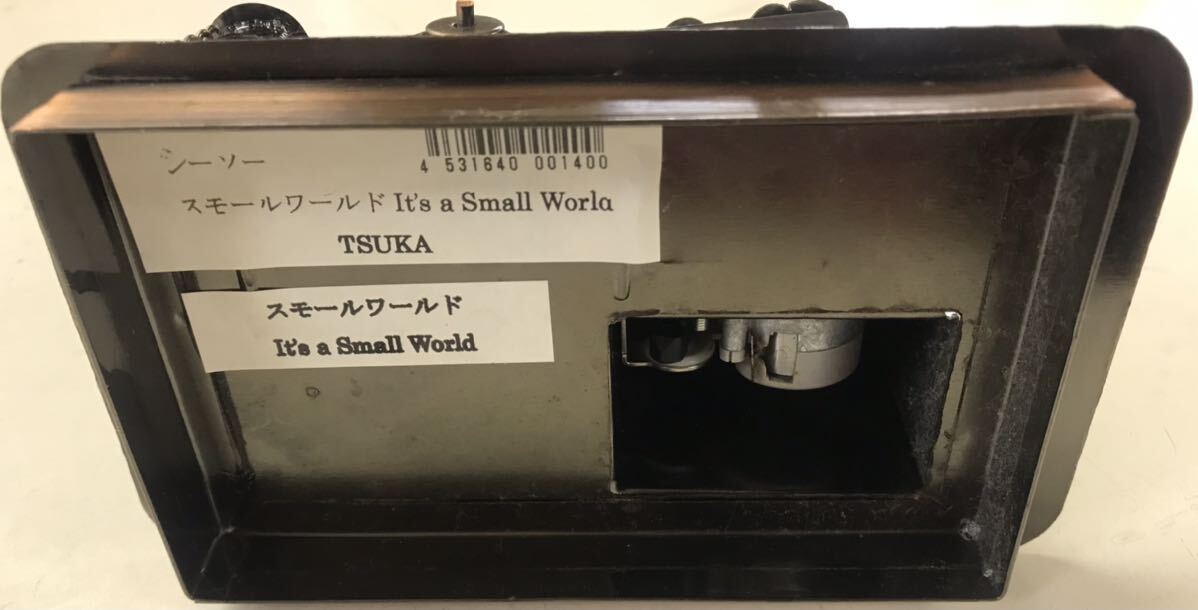 4 531640 001400
シーソー
スモールワールド It's a Small World
TSUKA
スモールワールド
It's a Small World